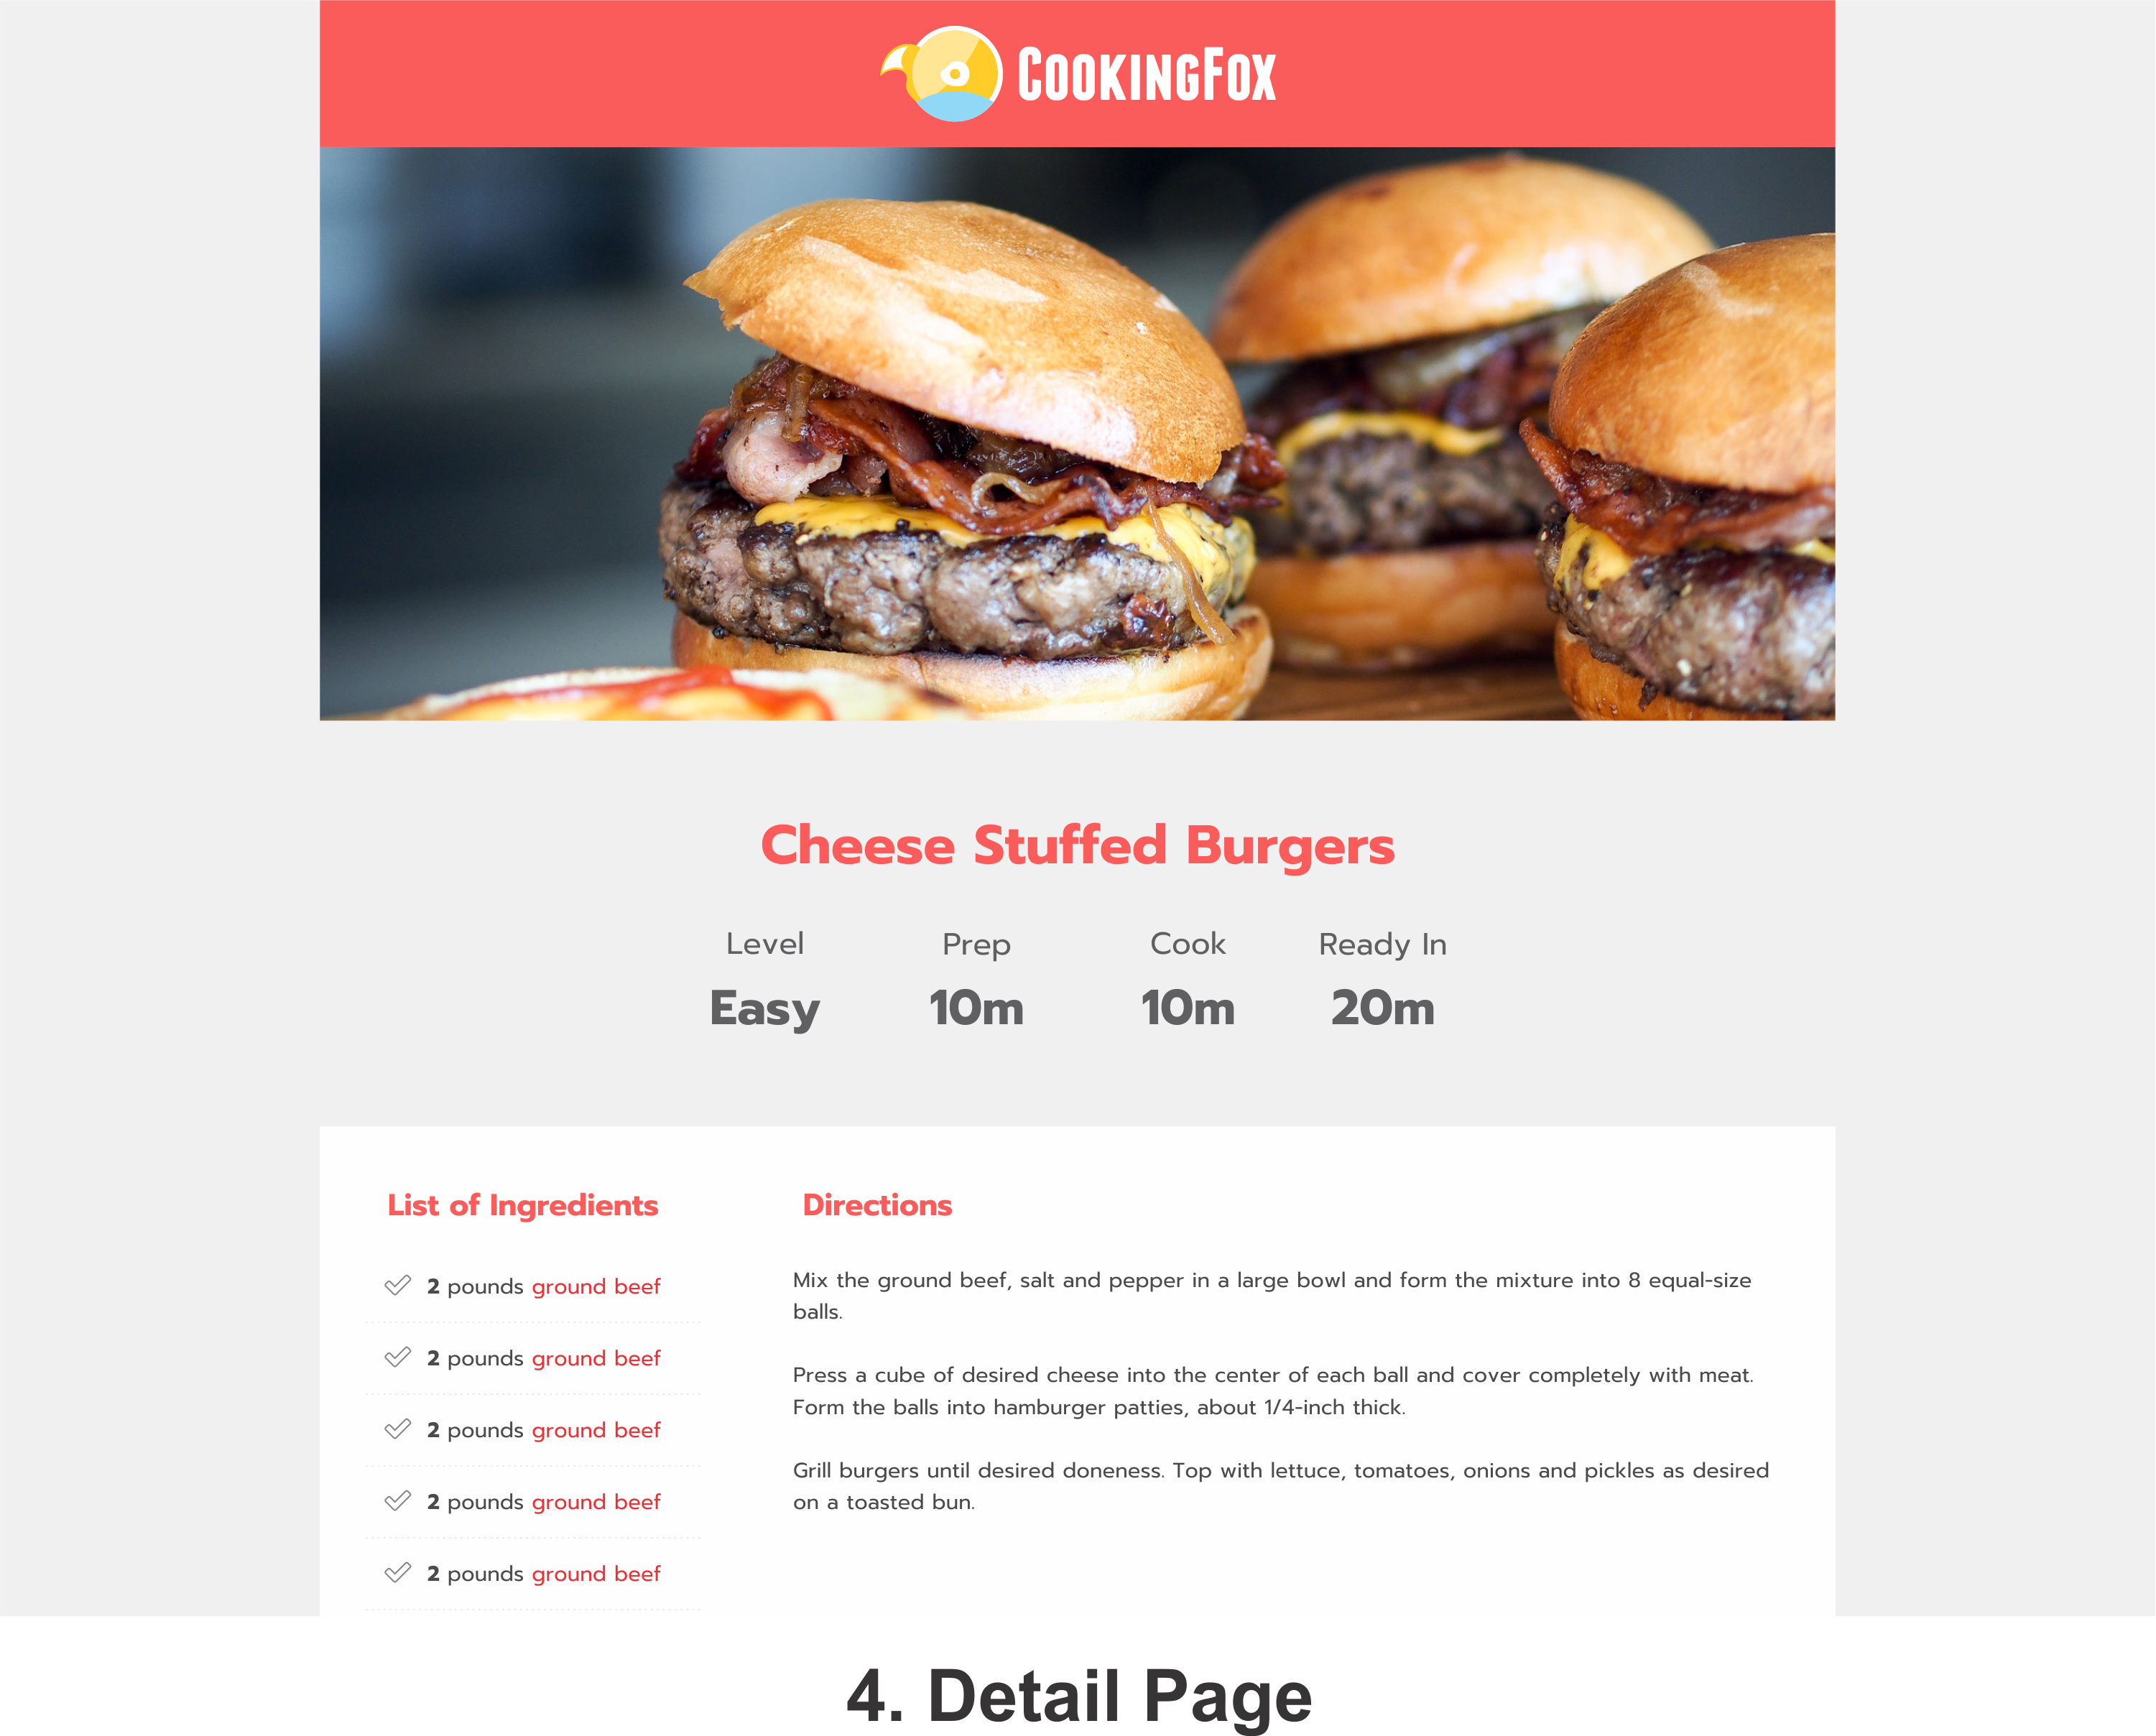 CookingFox
Cheese Stuffed Burgers
Level Prep Cook Ready In
Easy 10m 10m 20m
List of Ingredients
2 pounds ground beef
2 pounds ground beef
2 pounds ground beef
2 pounds ground beef
2 pounds ground beef
Directions
Mix the ground beef, salt and pepper in a large bowl and form the mixture into 8 equal-size
balls.
Press a cube of desired cheese into the center of each ball and cover completely with meat.
Form the balls into hamburger patties, about 1/4-inch thick.
Grill burgers until desired doneness. Top with lettuce, tomatoes, onions and pickles as desired
on a toasted bun.
4. Detail Page